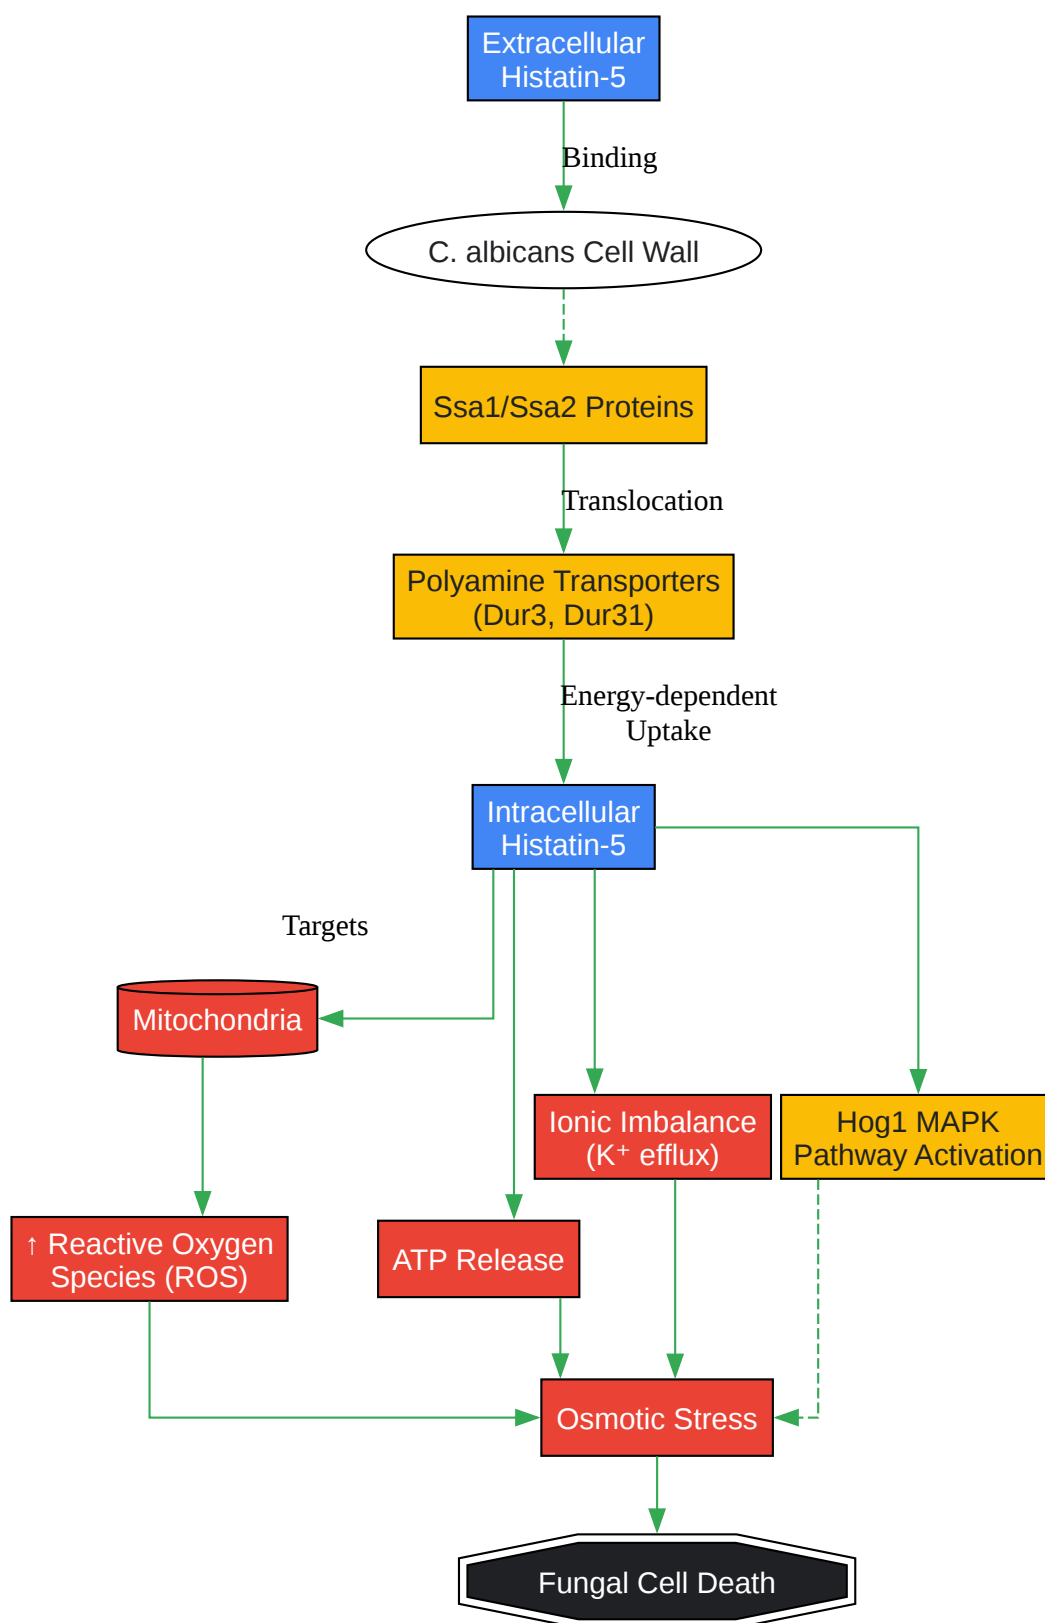 Extracellular
Histatin-5
Binding
C. albicans Cell Wall
Ssa1/Ssa2 Proteins
Translocation
Polyamine Transporters
(Dur3, Dur31)
Energy-dependent
Uptake
Intracellular
Histatin-5
Targets
Mitochondria
Ionic Imbalance
(K⁺ efflux)
Hog1 MAPK
Pathway Activation
↑ Reactive Oxygen
Species (ROS)
ATP Release
Osmotic Stress
Fungal Cell Death